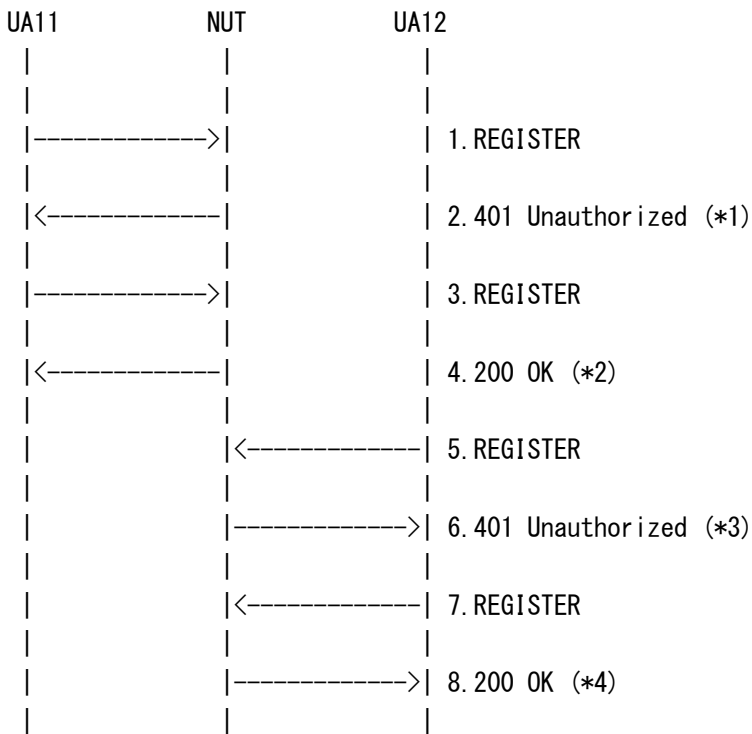 UA11 NUT UA12
1.REGISTER
2.401 Unauthorized (*1)
3.REGISTER
4.200 OK (*2)
5.REGISTER
6.401 Unauthorized (*3)
7.REGISTER
8.200 OK (*4)